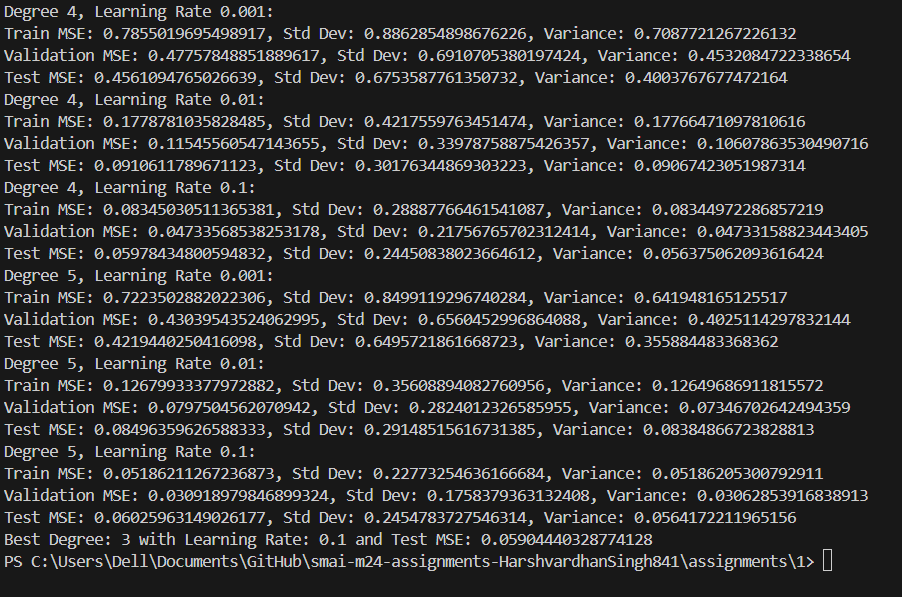 Degree 4, Learning Rate 0.001:
Train MSE: 0.7855019695498917, Std Dev: 0.8862854898676226, Variance: 0.7087721267226132
Validation MSE: 0.47757848851889617, Std Dev: 0.6910705380197424, Variance: 0.4532084722338654
Test MSE: 0.4561094765026639, Std Dev: 0.6753587761350732, Variance: 0.4003767677472164
Degree 4, Learning Rate 0.01:
Train MSE: 0.1778781035828485, Std Dev: 0.4217559763451474, Variance: 0.17766471097810616
Validation MSE: 0.11545560547143655, Std Dev: 0.33978758875426357, Variance: 0.10607863530490716
Test MSE: 0.0910611789671123, Std Dev: 0.30176344869303223, Variance: 0.09067423051987314
Degree 4, Learning Rate 0.1:
Train MSE: 0.08345030511365381, Std Dev: 0.28887766461541087, Variance: 0.08344972286857219
Validation MSE: 0.04733568538253178, Std Dev: 0.21756765702312414, Variance: 0.04733158823443405
Test MSE: 0.05978434800594832, Std Dev: 0.24450838023664612, Variance: 0.056375062093616424
Degree 5, Learning Rate 0.001:
Train MSE: 0.7223502882022306, Std Dev: 0.8499119296740284, Variance: 0.641948165125517
Validation MSE: 0.43039543524062995, Std Dev: 0.6560452996864088, Variance: 0.4025114297832144
Test MSE: 0.4219440250416098, Std Dev: 0.6495721861668723, Variance: 0.355884483368362
Degree 5, Learning Rate 0.01:
Train MSE: 0.12679933377972882, Std Dev: 0.35608894082760956, Variance: 0.12649686911815572
Validation MSE: 0.0797504562070942, Std Dev: 0.2824012326585955, Variance: 0.07346702642494359
Test MSE: 0.08496359626588333, Std Dev: 0.29148515616731385, Variance: 0.08384866723828813
Degree 5, Learning Rate 0.1:
Train MSE: 0.05186211267236873, Std Dev: 0.22773254636166684, Variance: 0.05186205300792911
Validation MSE: 0.030918979846899324, Std Dev: 0.1758379363132408, Variance: 0.03062853916838913
Test MSE: 0.06025963149026177, Std Dev: 0.2454783727546314, Variance: 0.0564172211965156
Best Degree: 3 with Learning Rate: 0.1 and Test MSE: 0.05904440328774128
PS C:\Users\Dell\Documents\GitHub\smai-m24-assignments-HarshvardhanSingh841\assignments\1>